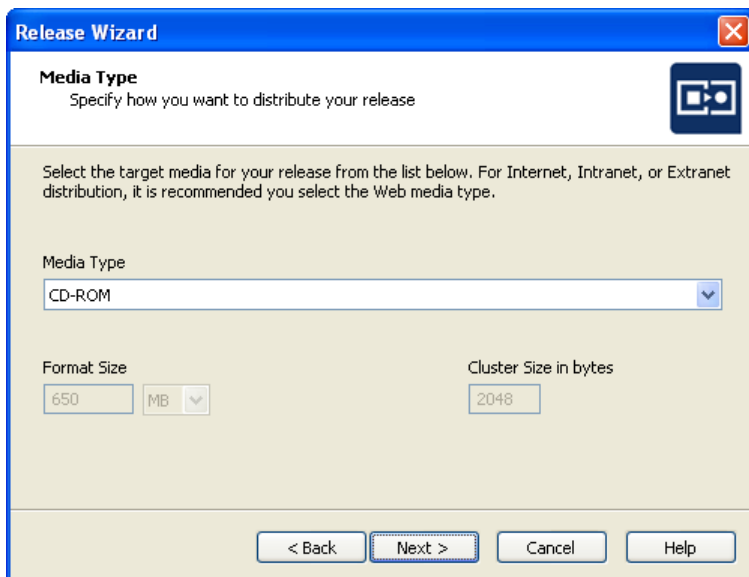 Release Wizard
Media Type
Specify how you want to distribute your release
Select the target media for your release from the list below. For Internet, Intranet, or Extranet
distribution, it is recommended you select the Web media type.
Media Type
CD-ROM
Format Size
Cluster Size in bytes
650
MB
2048
< Back
Next >
Cancel
Help